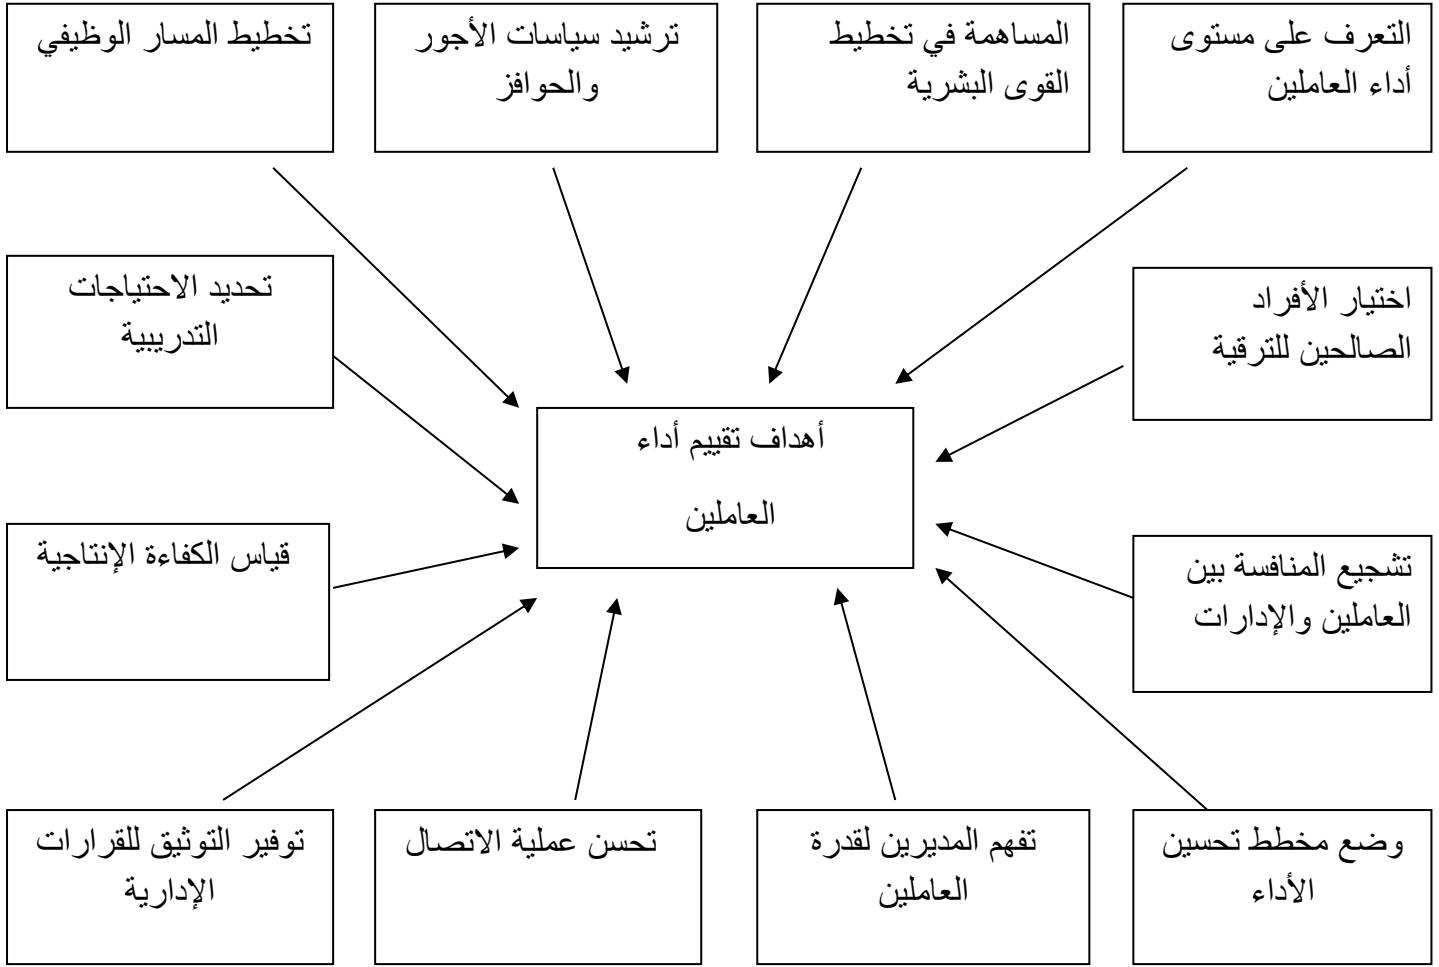 التعرف على مستوى
أداء العاملين
المساهمة في تخطيط
القوى البشرية
ترشيد سياسات الأجور
والحوافز
تخطيط المسار الوظيفي
اختيار الأفراد
الصالحين للترقية
تحديد الاحتياجات
التدريبية
أهداف تقييم أداء
العاملين
تشجيع المنافسة بين
العاملين والإدارات
قياس الكفاءة الإنتاجية
وضع مخطط تحسين
الأداء
تفهم المديرين لقدرة
العاملين
تحسن عملية الاتصال
توفير التوثيق للقرارات
الإدارية